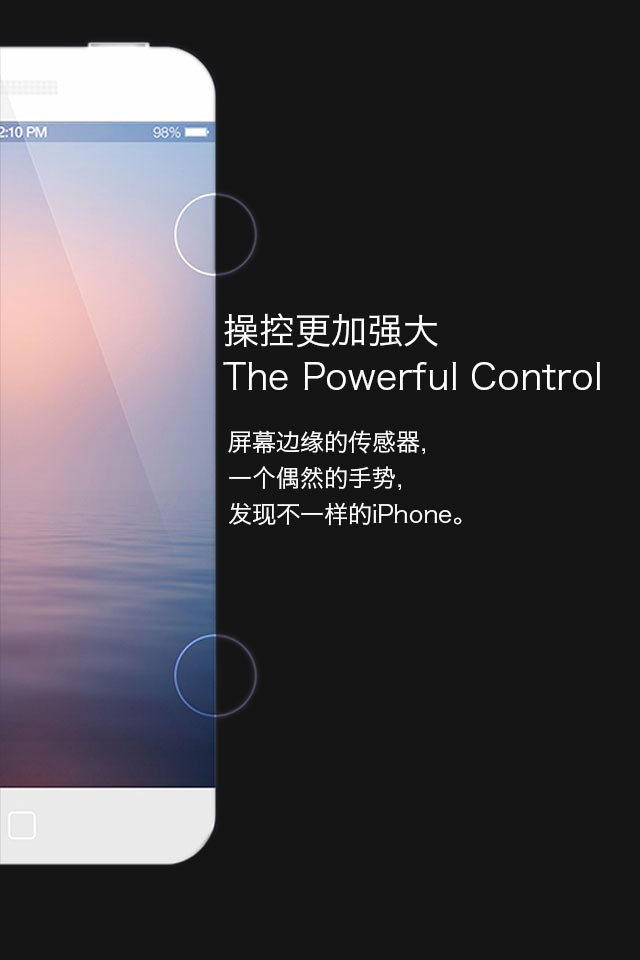 2:10 PM
98%
操控更加强大
The Powerful Control
屏幕边缘的传感器,
一个偶然的手势,
发现不一样的iPhone。